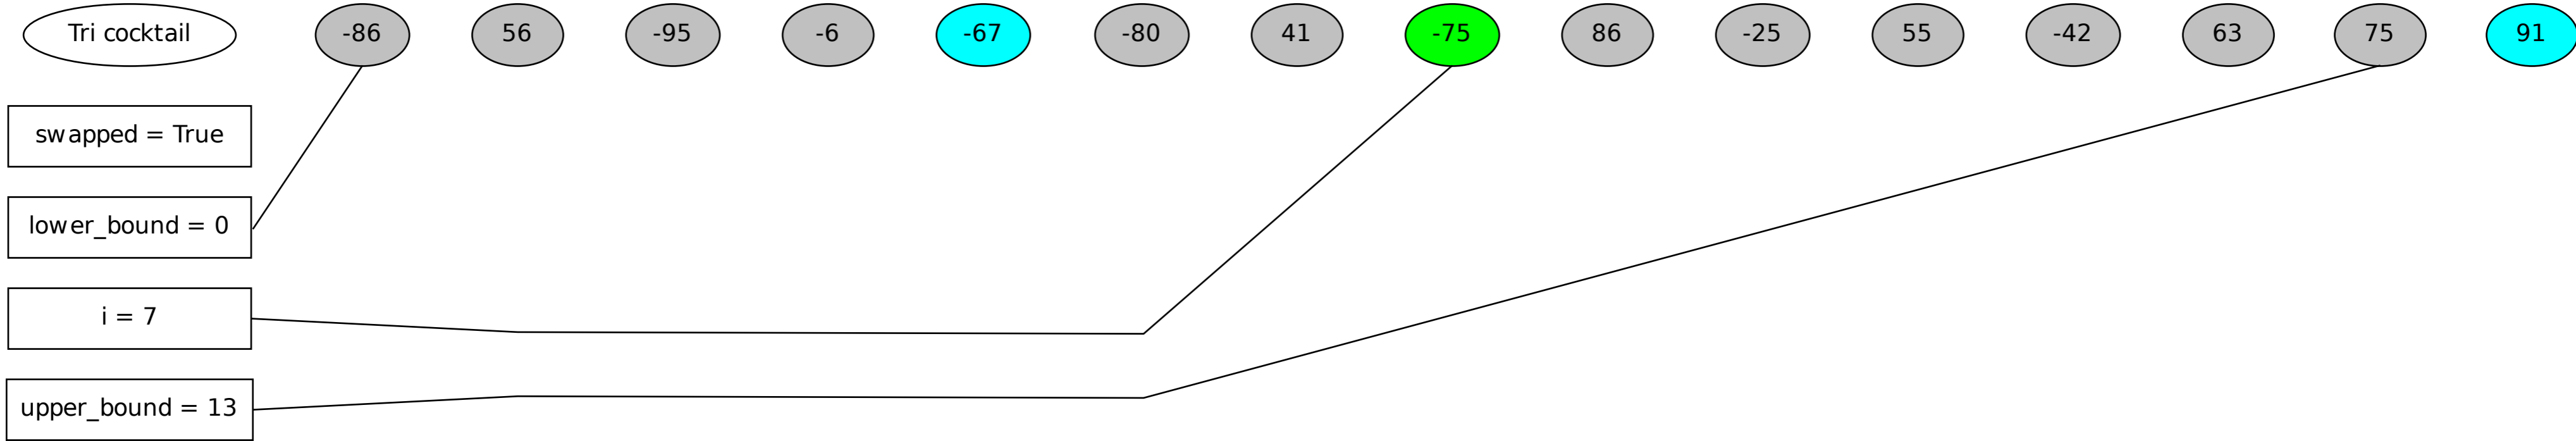 Tri cocktail -86 56 -95 -6 -67 -80 41 -75 86 -25 55 -42 63 75 91
swapped = True
lower_bound = 0
i = 7
upper_bound = 13